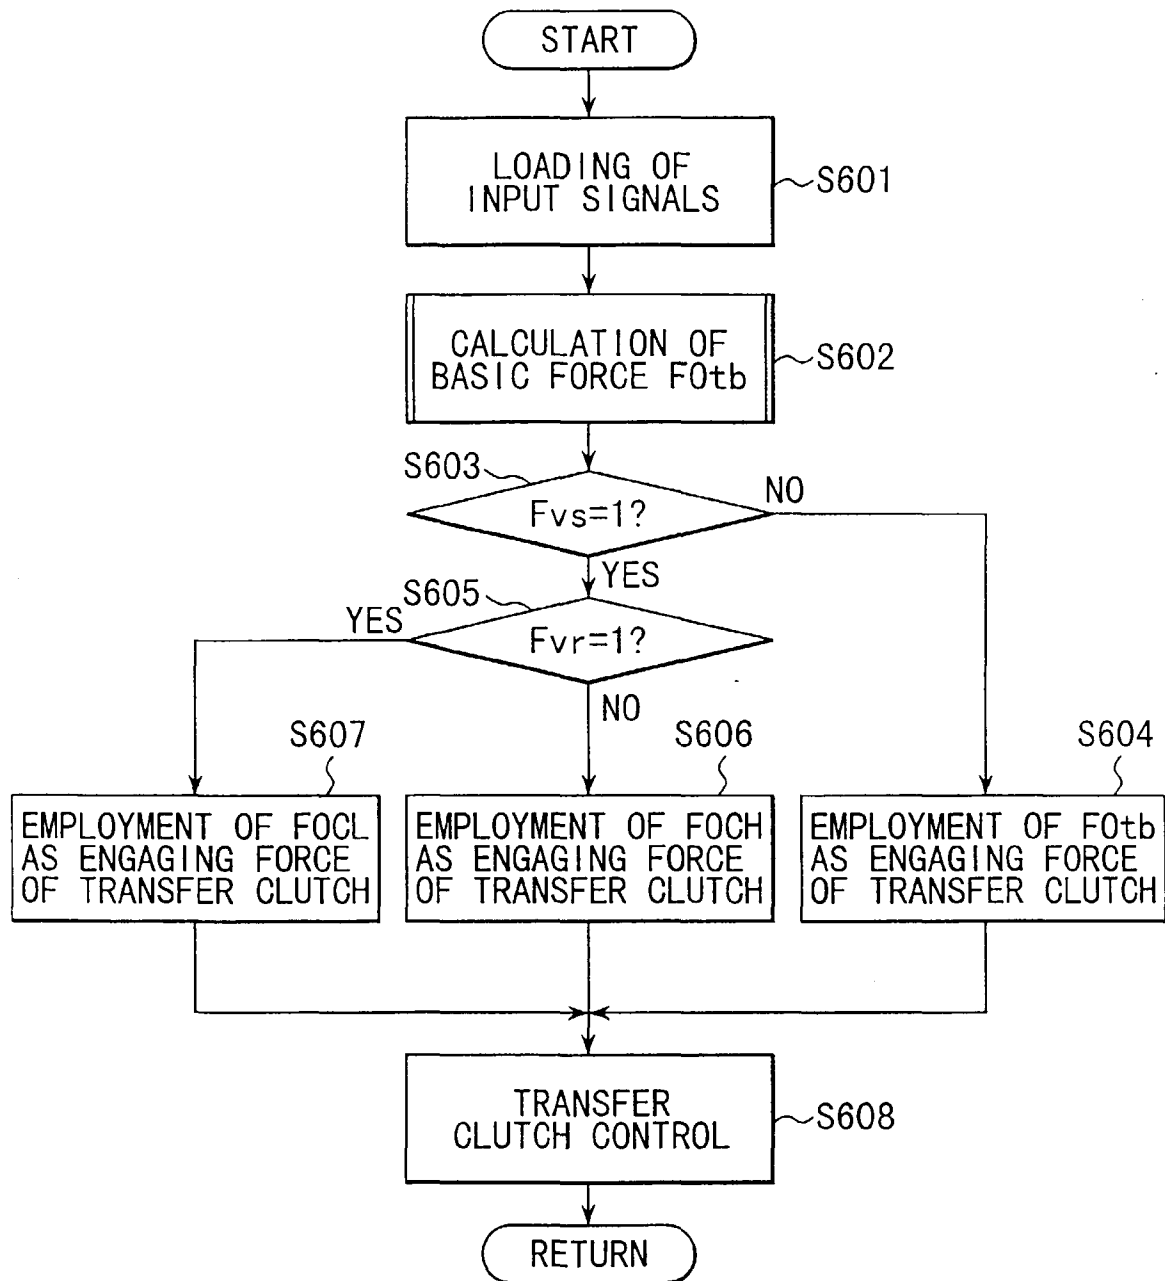 START
LOADING OF
INPUT SIGNALS
S601
CALCULATION OF
BASIC FORCE FOtb
S602
S603
Fvs=1?
NO
YES
S605
Fvr=1?
YES
NO
S607
EMPLOYMENT OF FOCL
AS ENGAGING FORCE
OF TRANSFER CLUTCH
S606
EMPLOYMENT OF FOCH
AS ENGAGING FORCE
OF TRANSFER CLUTCH
S604
EMPLOYMENT OF FOtb
AS ENGAGING FORCE
OF TRANSFER CLUTCH
TRANSFER
CLUTCH CONTROL
S608
RETURN